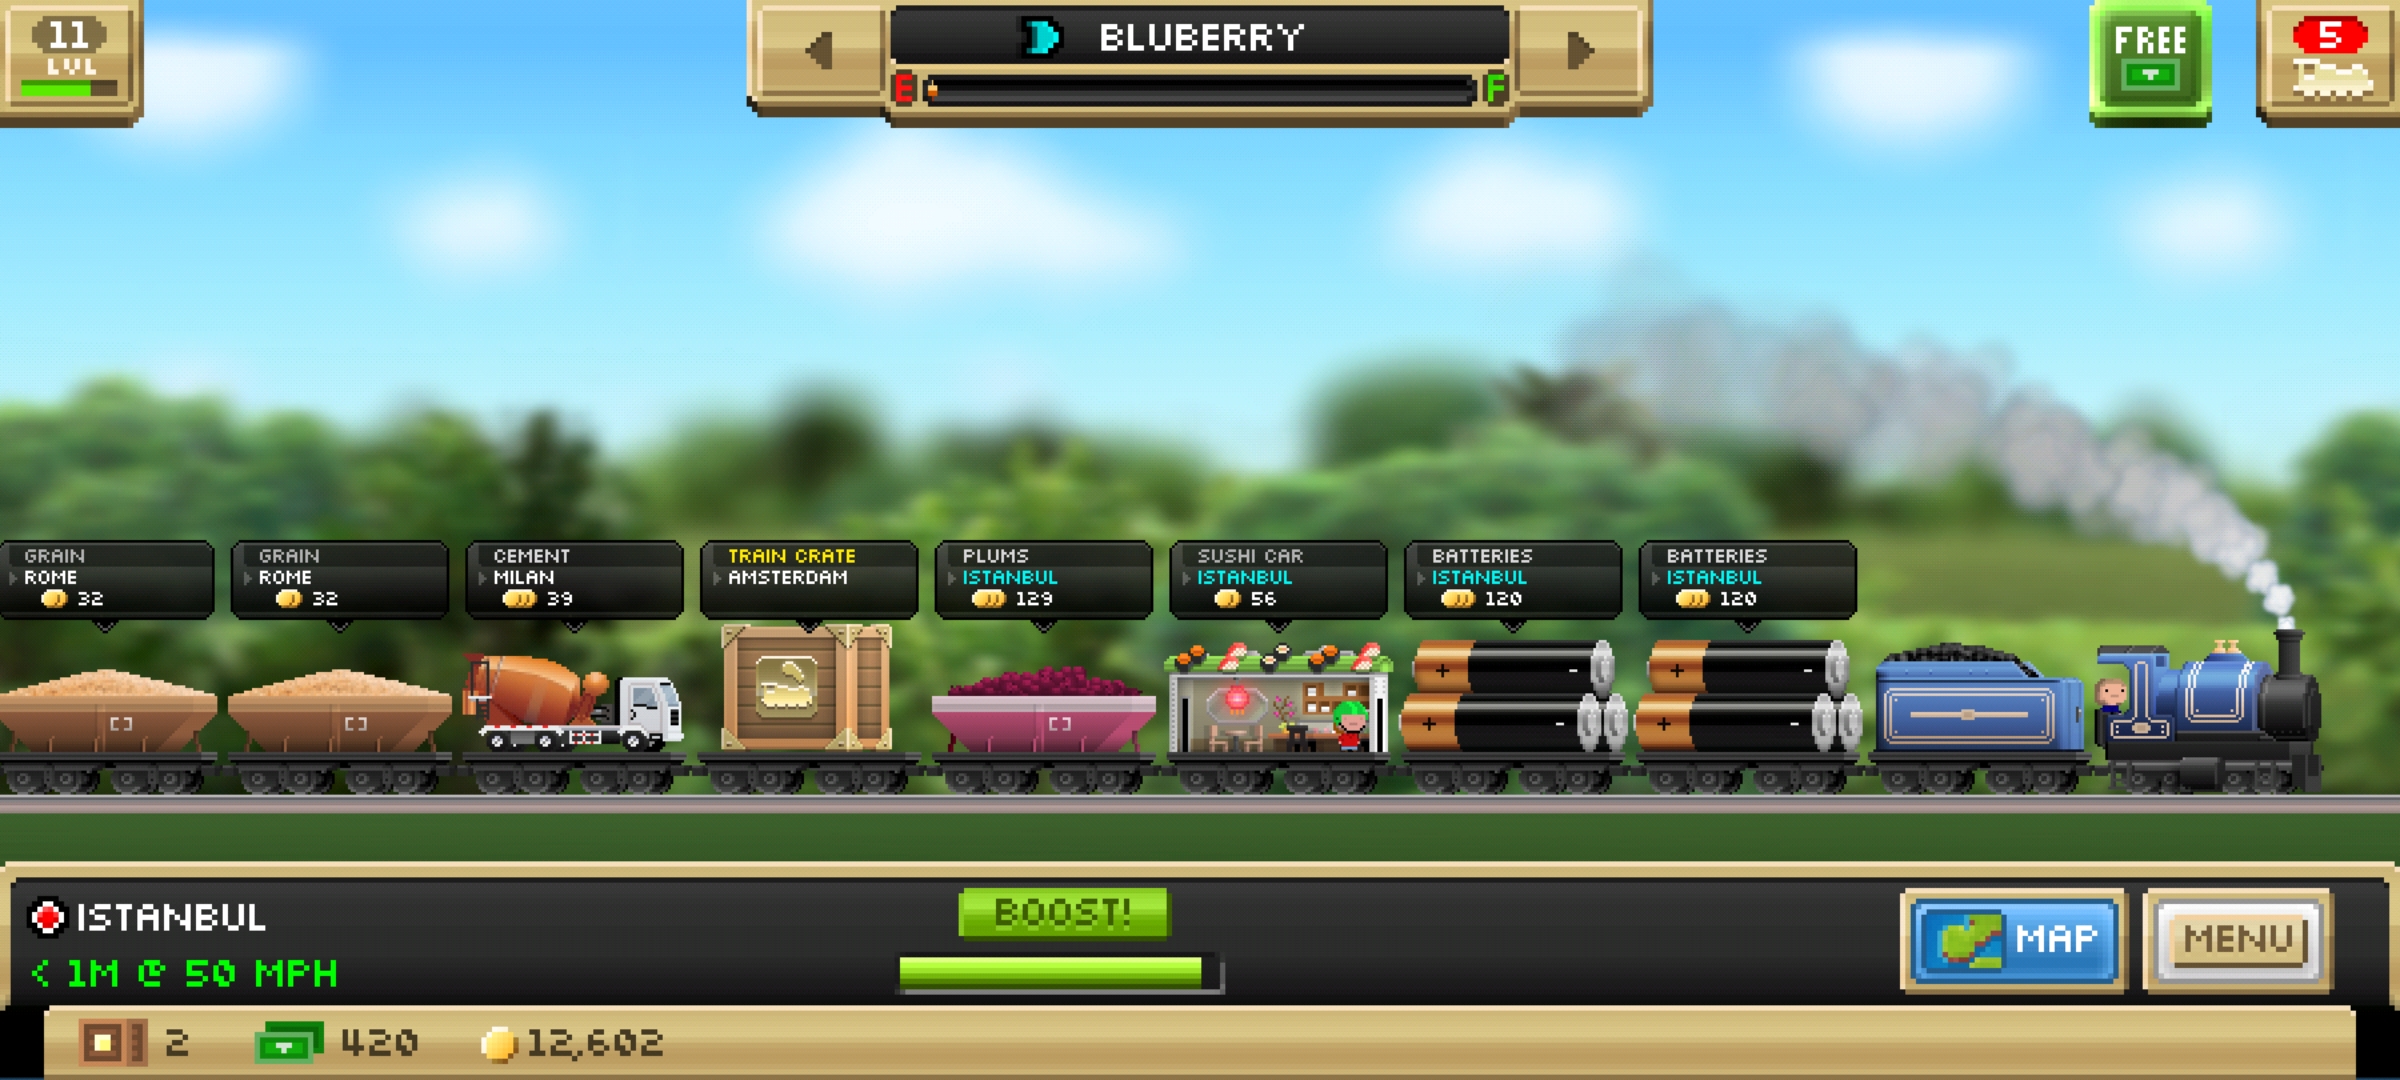 11
LVL
BLUBERRY
E
F
FREE
5
GRAIN
ROME
32
GRAIN
ROME
32
CEMENT
MILAN
39
TRAIN CRATE
AMSTERDAM
PLUMS
ISTANBUL
129
SUSHI CAR
ISTANBUL
56
BATTERIES
ISTANBUL
120
BATTERIES
ISTANBUL
120
ISTANBUL
BOOST!
< 1M @ 50 MPH
MAP
MENU
2
420
12,602